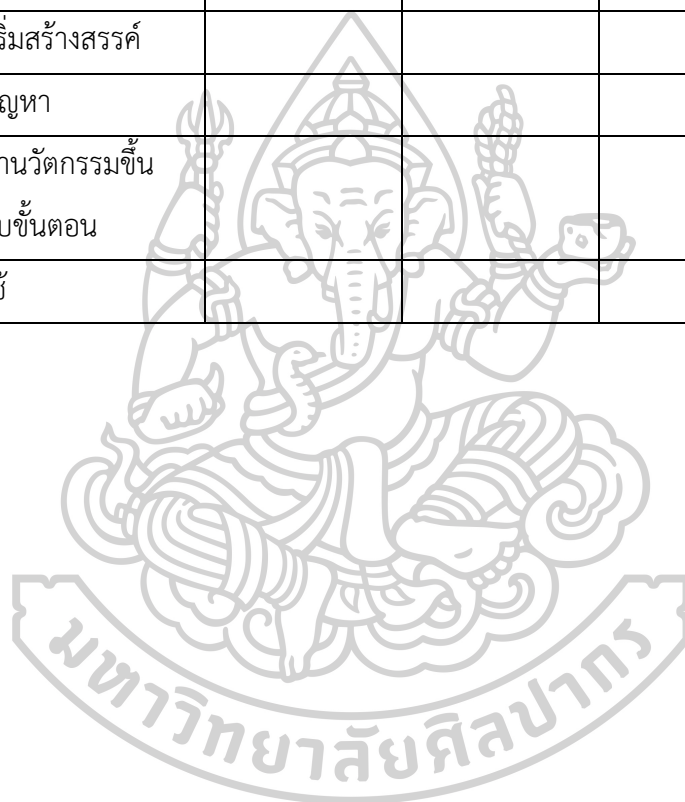 ริ่มสร้างสรรค์
ญหา
านวัตกรรมขึ้น
บขั้นตอน
ช้
มหาวิทยาลัยศิลปากร